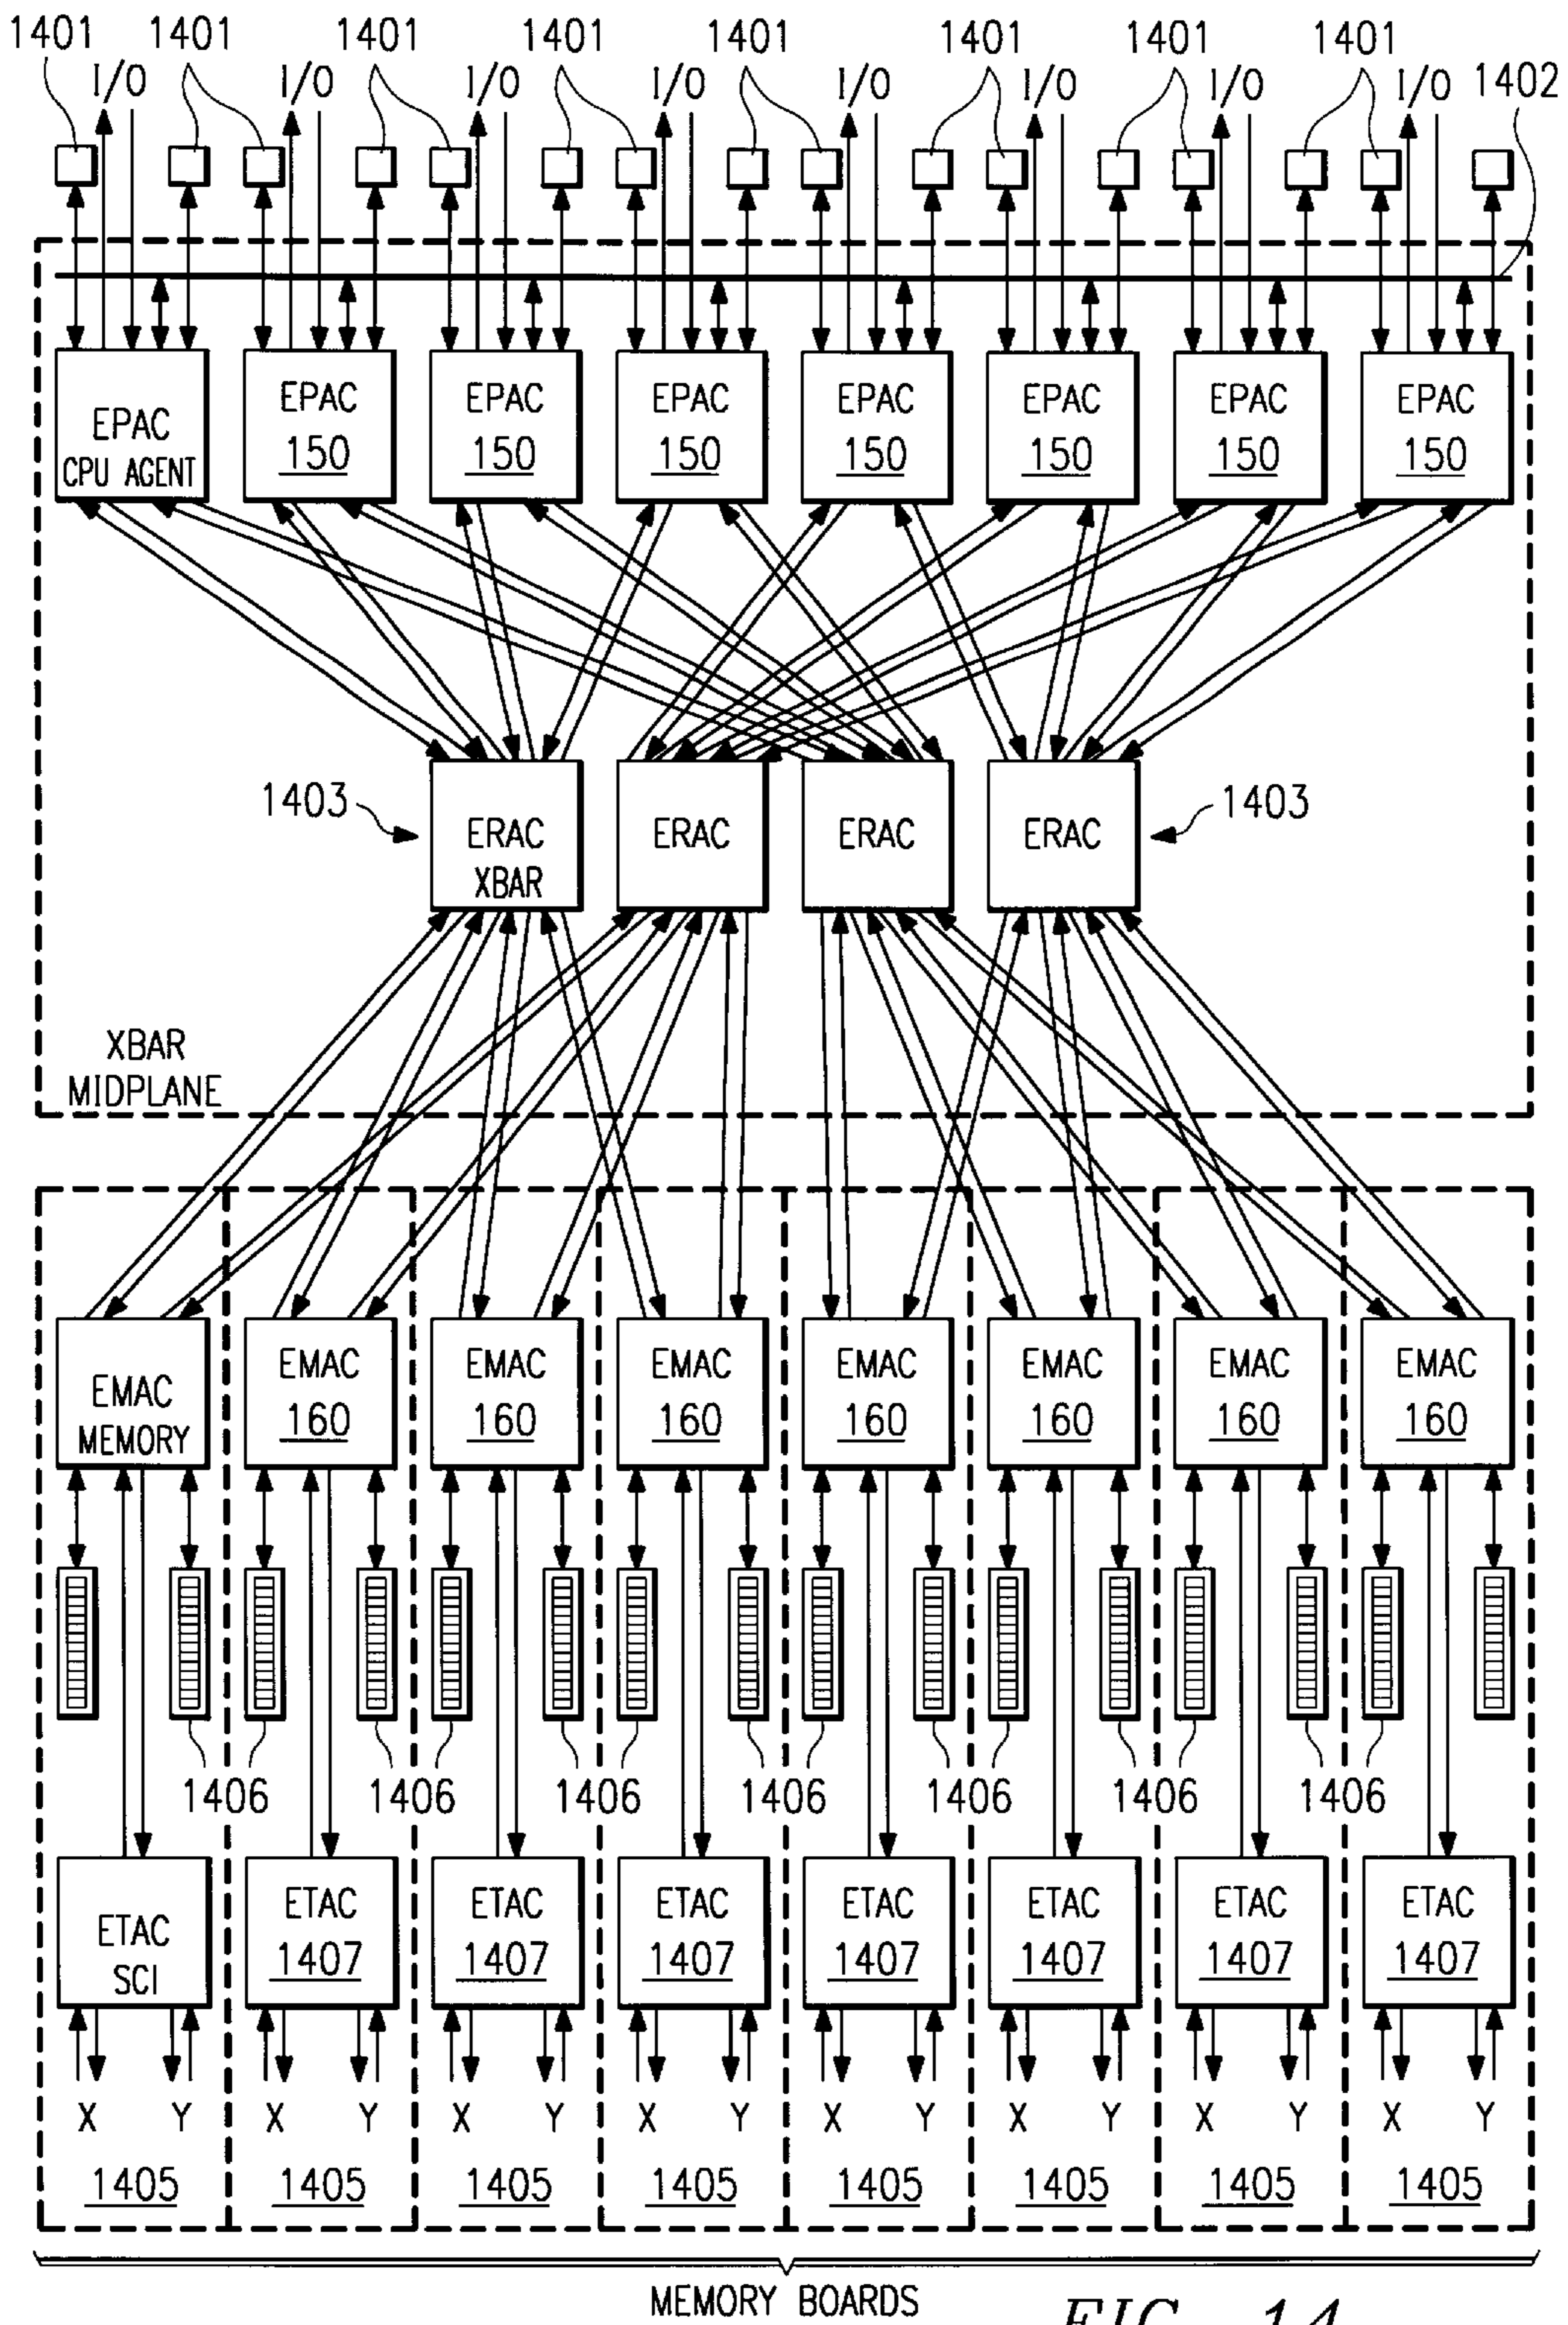 1401 1401 1401 1401 1401 1401 1401 1401
I/O I/O I/O I/O I/O I/O I/O I/O 1402
EPAC CPU AGENT
EPAC 150
EPAC 150
EPAC 150
EPAC 150
EPAC 150
EPAC 150
EPAC 150
1403
ERAC XBAR
ERAC
ERAC
ERAC
1403
XBAR
MIDPLANE
EMAC MEMORY
EMAC 160
EMAC 160
EMAC 160
EMAC 160
EMAC 160
EMAC 160
EMAC 160
1406 1406 1406 1406 1406 1406 1406
ETAC SCI
ETAC 1407
ETAC 1407
ETAC 1407
ETAC 1407
ETAC 1407
ETAC 1407
ETAC 1407
X Y X Y X Y X Y X Y X Y X Y X Y
1405 1405 1405 1405 1405 1405 1405 1405
MEMORY BOARDS
FIG. 14